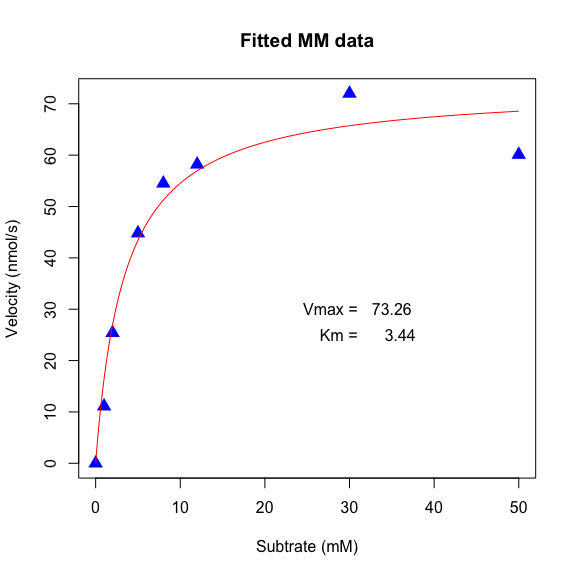 Fitted MM data
Velocity (nmol/s)
70
60
50
40
30
20
10
0
Vmax = 73.26
Km = 3.44
0 10 20 30 40 50
Subtrate (mM)